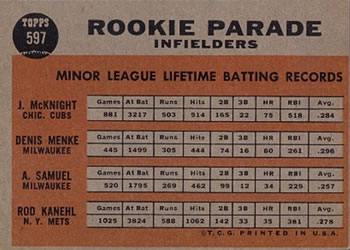 TOPPS
597
ROOKIE PARADE
INFIELDERS
MINOR LEAGUE LIFETIME BATTING RECORDS
J. McKNIGHT
CHIC. CUBS
Games At Bat Runs Hits 2B 3B HR RBI Avg.
881 3217 503 914 165 22 75 518 .284
DENIS MENKE
MILWAUKEE
Games At Bat Runs Hits 2B 3B HR RBI Avg.
445 1499 305 444 74 16 60 261 .296
A. SAMUEL
MILWAUKEE
Games At Bat Runs Hits 2B 3B HR RBI Avg.
520 1795 269 462 99 12 34 229 .257
ROD KANEHL
N. Y. METS
Games At Bat Runs Hits 2B 3B HR RBI Avg.
1025 3824 588 1062 142 33 35 381 .278
©T.C.G. PRINTED IN U.S.A.